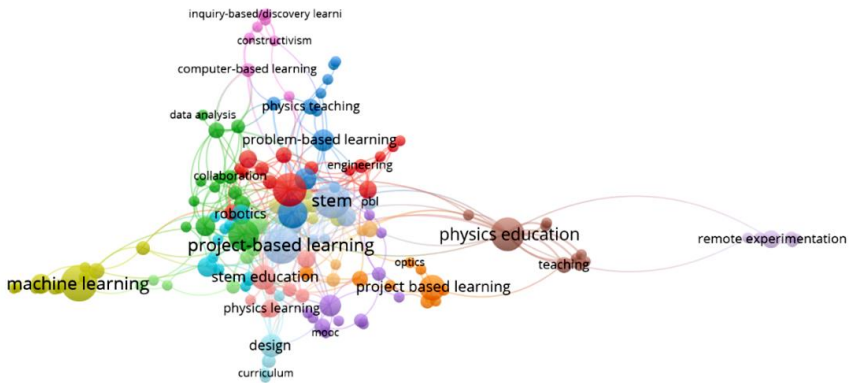 inquiry-based/discovery learni
constructivism
computer-based learning
physics teaching
data analysis
problem-based learning
engineering
collaboration
stem
pbl
robotics
project-based learning
physics education
remote experimentation
optics
teaching
stem education
machine learning
project based learning
physics learning
mooc
design
curriculum